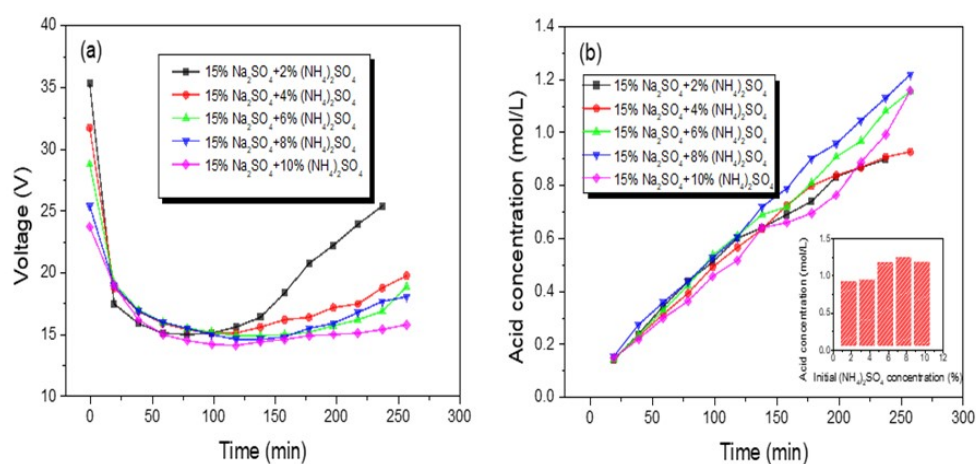 (a)
15% Na₂SO₄+2% (NH₄)₂SO₄
15% Na₂SO₄+4% (NH₄)₂SO₄
15% Na₂SO₄+6% (NH₄)₂SO₄
15% Na₂SO₄+8% (NH₄)₂SO₄
15% Na₂SO₄+10% (NH₄)₂SO₄
Voltage (V)
40
35
30
25
20
15
10
0 50 100 150 200 250 300
Time (min)
(b)
15% Na₂SO₄+2% (NH₄)₂SO₄
15% Na₂SO₄+4% (NH₄)₂SO₄
15% Na₂SO₄+6% (NH₄)₂SO₄
15% Na₂SO₄+8% (NH₄)₂SO₄
15% Na₂SO₄+10% (NH₄)₂SO₄
Acid concentration (mol/L)
1.4
1.2
1.0
0.8
0.6
0.4
0.2
0.0
0 50 100 150 200 250 300
Time (min)
Acid concentration (mol/L)
1.5
1.0
0.5
0.0
2 4 6 8 10 12
Initial (NH₄)₂SO₄ concentration (%)